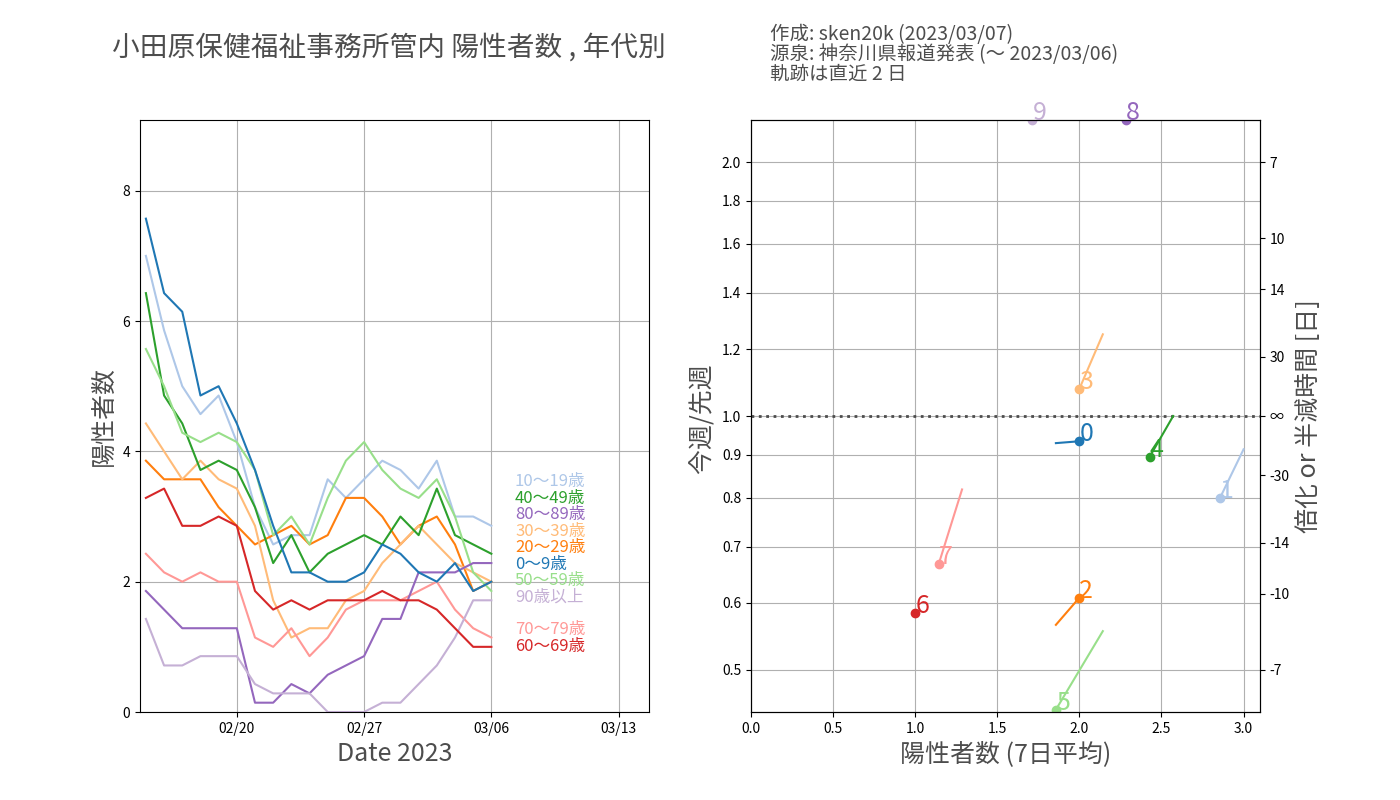 小田原保健福祉事務所管内 陽性者数 , 年代別
作成: sken20k (2023/03/07)
源泉: 神奈川県報道発表 (～ 2023/03/06)
軌跡は直近 2 日
陽性者数
8
6
4
2
0
02/20
02/27
03/06
03/13
Date 2023
10～19歳
40～49歳
80～89歳
30～39歳
20～29歳
0～9歳
50～59歳
90歳以上
70～79歳
60～69歳
今週/先週
2.0
1.8
1.6
1.4
1.2
1.0
0.9
0.8
0.7
0.6
0.5
9
8
3
0
4
1
7
2
6
5
0.0
0.5
1.0
1.5
2.0
2.5
3.0
陽性者数 (7日平均)
7
10
14
30
∞
-30
-14
-10
-7
倍化 or 半減時間 [日]